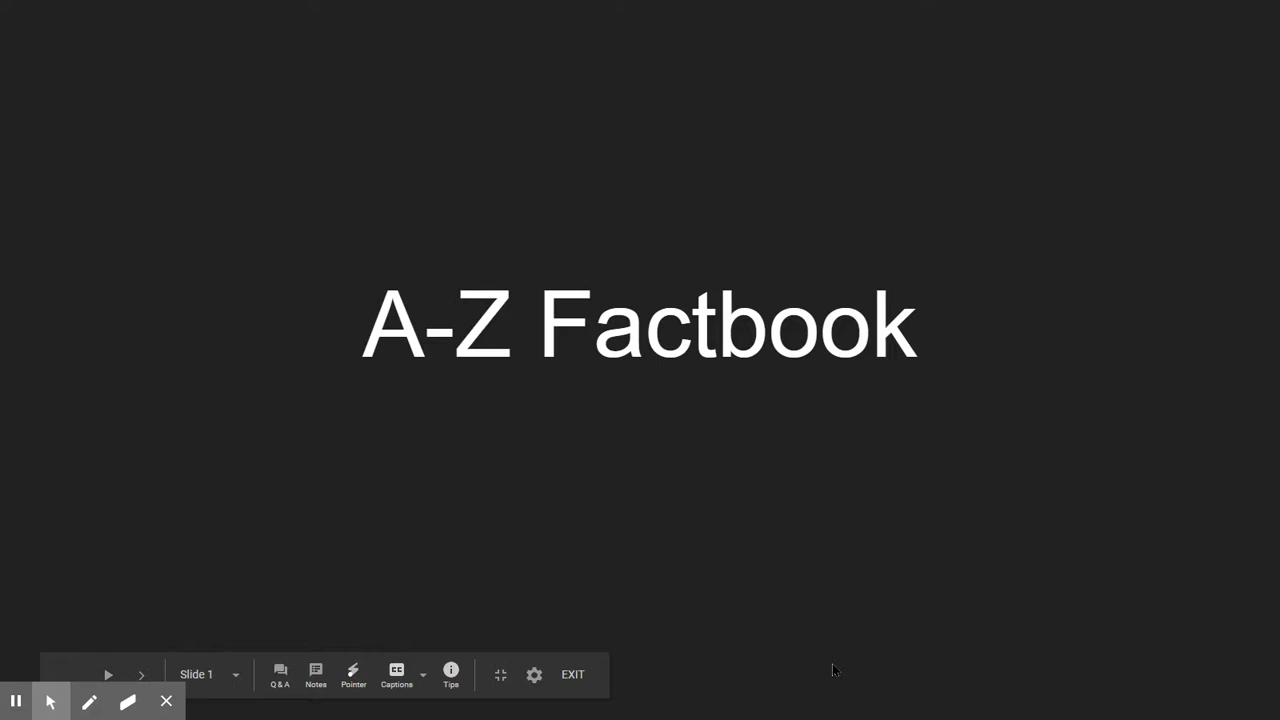 A-Z Factbook
Slide 1
Q & A
Notes
Pointer
Captions
Tips
EXIT